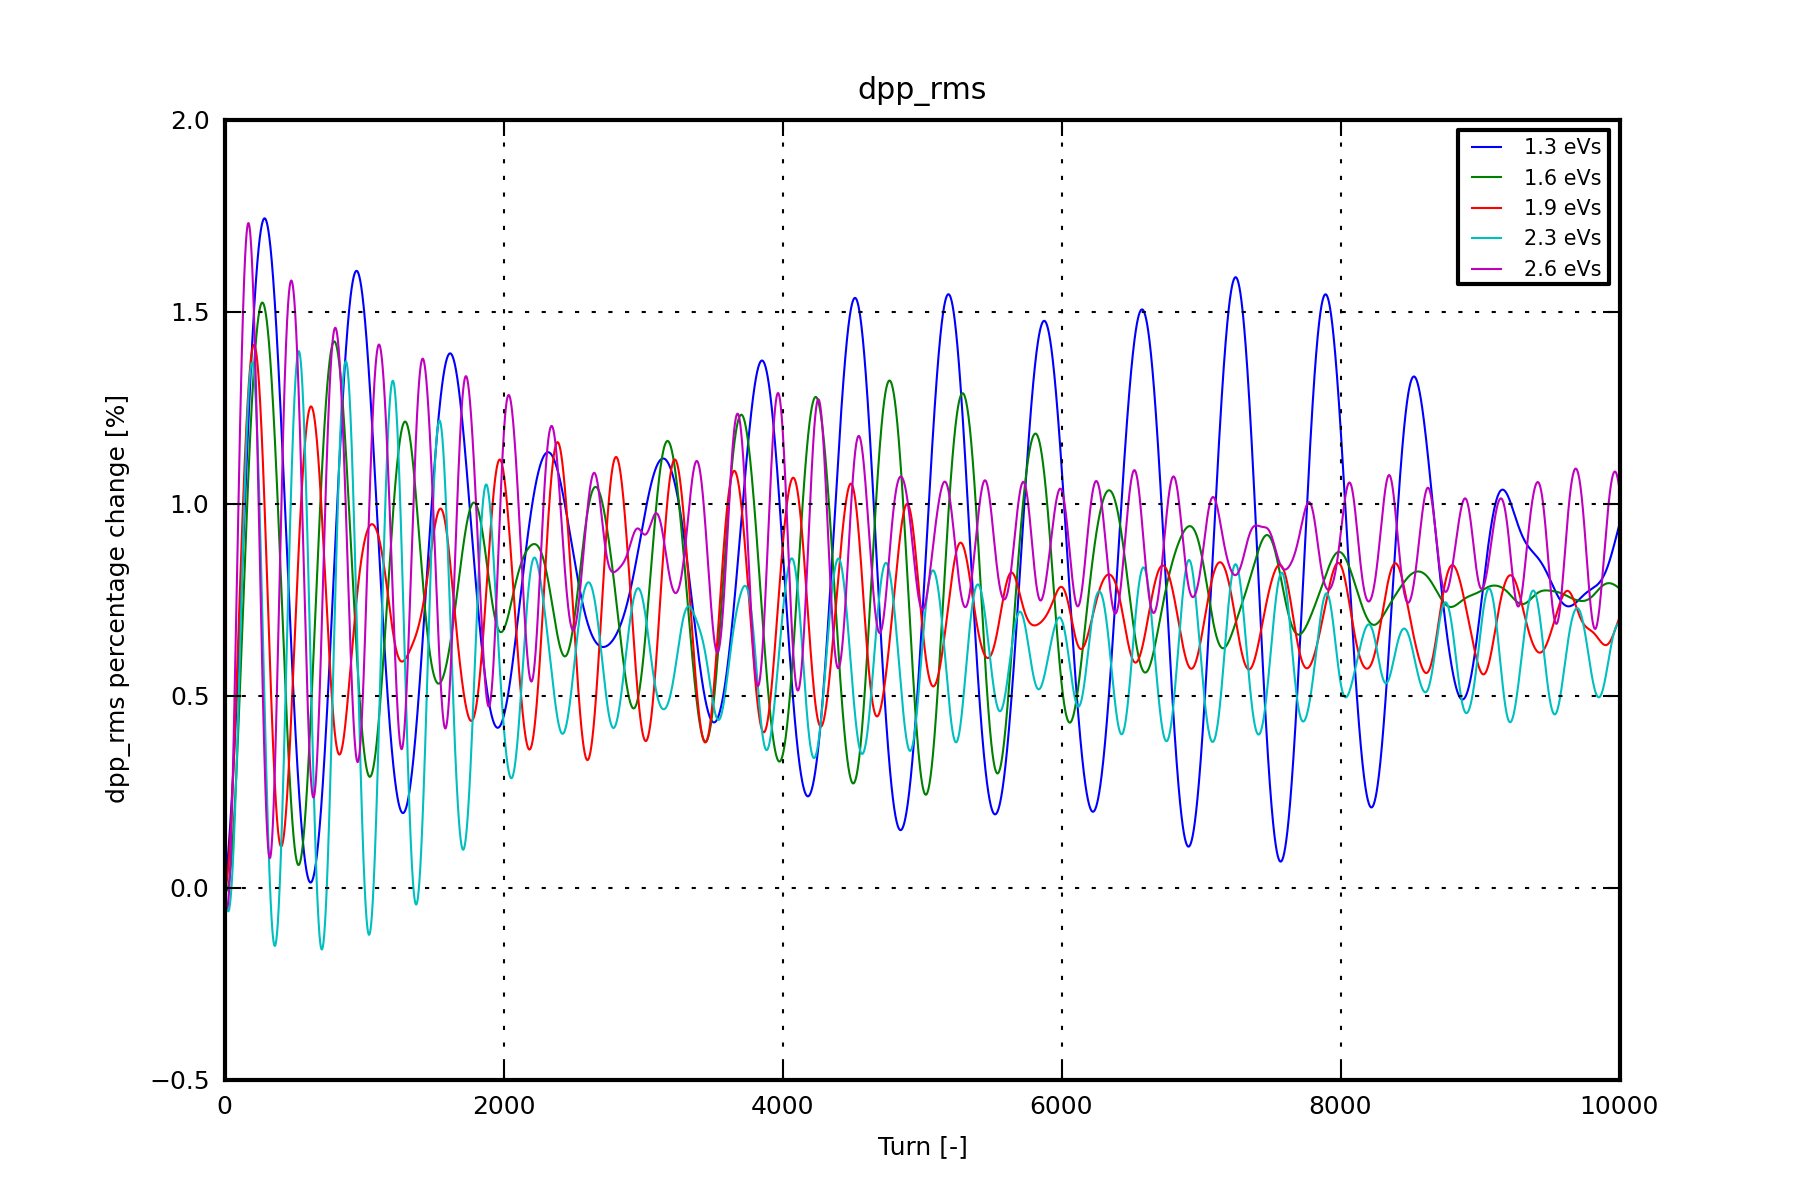 dpp_rms
2.0
1.5
1.0
0.5
0.0
−0.5
dpp_rms percentage change [%]
1.3 eVs
1.6 eVs
1.9 eVs
2.3 eVs
2.6 eVs
0 2000 4000 6000 8000 10000
Turn [-]